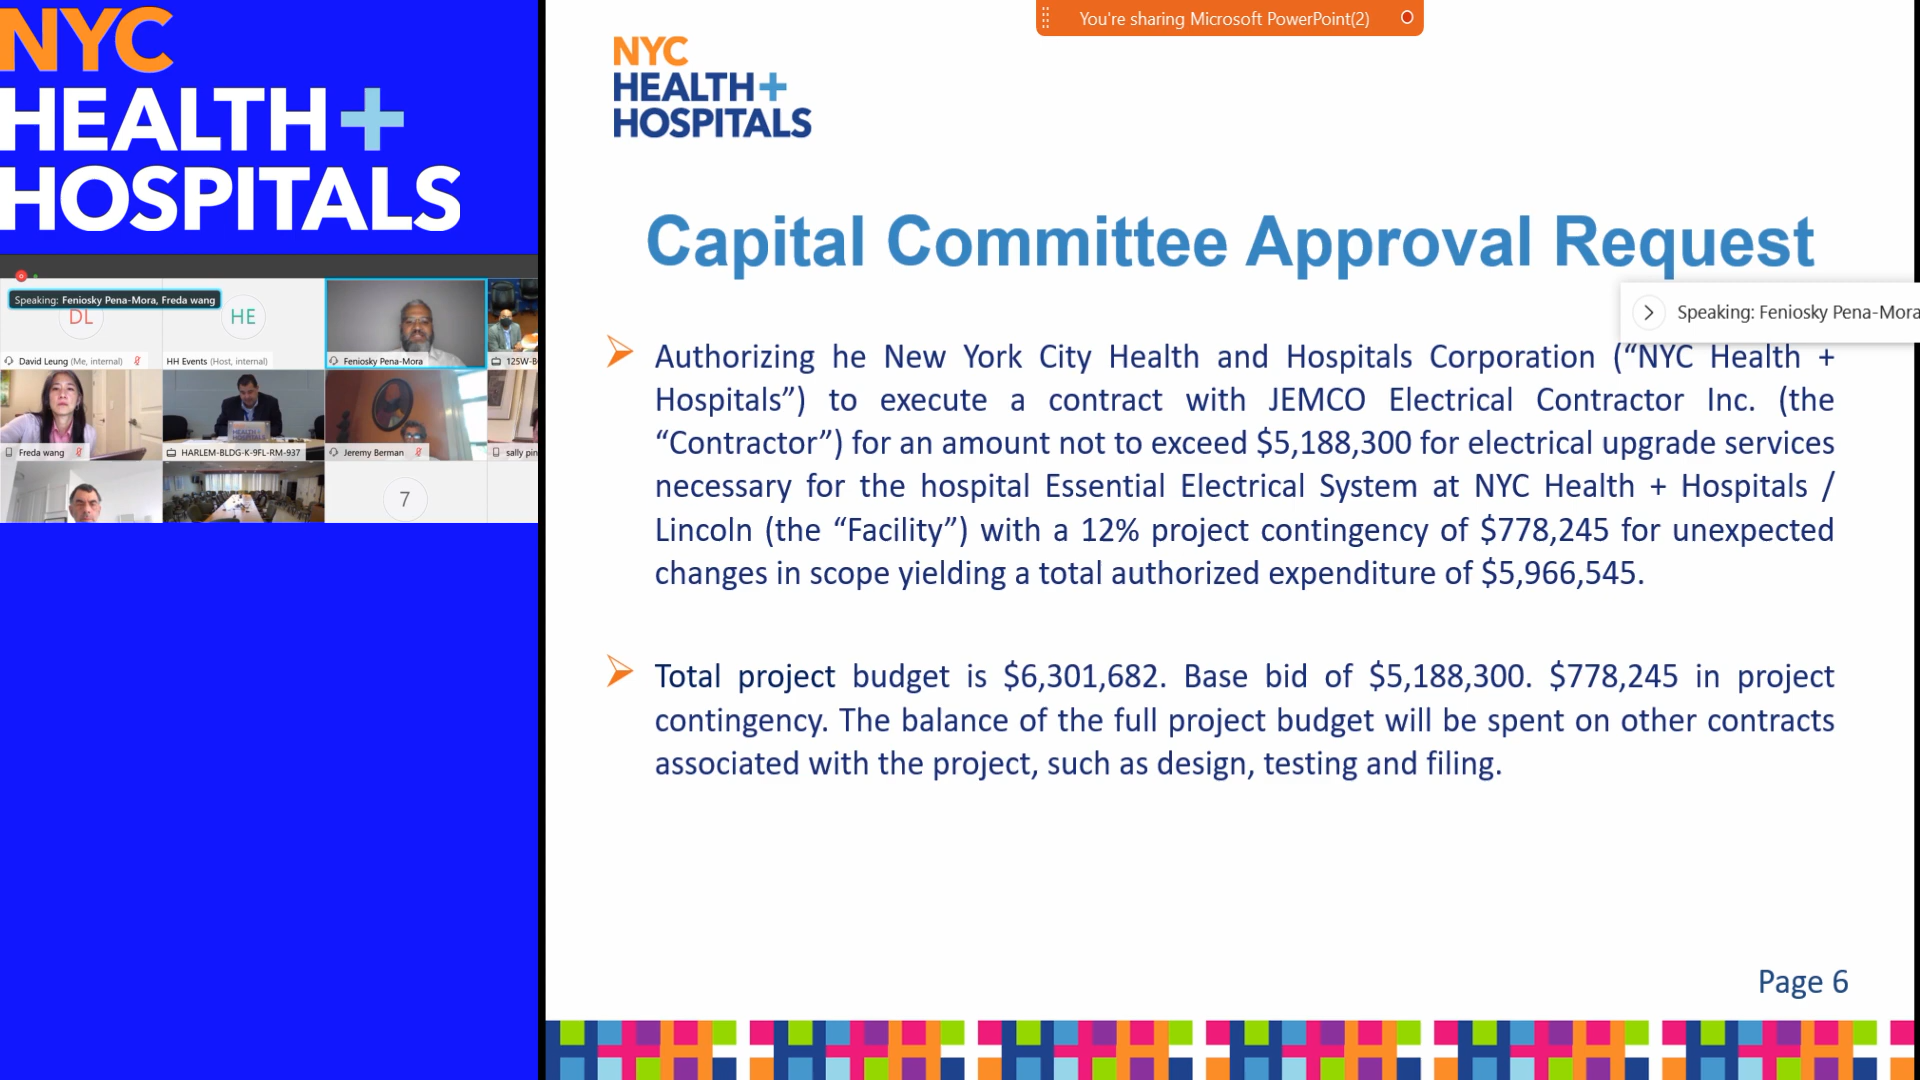 NYC
HEALTH+
HOSPITALS
Speaking: Feniosky Pena-Mora, Freda wang
DL
HE
David Leung (Me, internal)
HH Events (Host, internal)
Feniosky Pena-Mora
125W-B
Freda wang
HARLEM-BLDG-K-9FL-RM-937
Jeremy Berman
sally pin
7
You're sharing Microsoft PowerPoint(2)
NYC
HEALTH+
HOSPITALS
Capital Committee Approval Request
Speaking: Feniosky Pena-Mora
➢ Authorizing he New York City Health and Hospitals Corporation (“NYC Health +
Hospitals”) to execute a contract with JEMCO Electrical Contractor Inc. (the
“Contractor”) for an amount not to exceed $5,188,300 for electrical upgrade services
necessary for the hospital Essential Electrical System at NYC Health + Hospitals /
Lincoln (the “Facility”) with a 12% project contingency of $778,245 for unexpected
changes in scope yielding a total authorized expenditure of $5,966,545.
➢ Total project budget is $6,301,682. Base bid of $5,188,300. $778,245 in project
contingency. The balance of the full project budget will be spent on other contracts
associated with the project, such as design, testing and filing.
Page 6